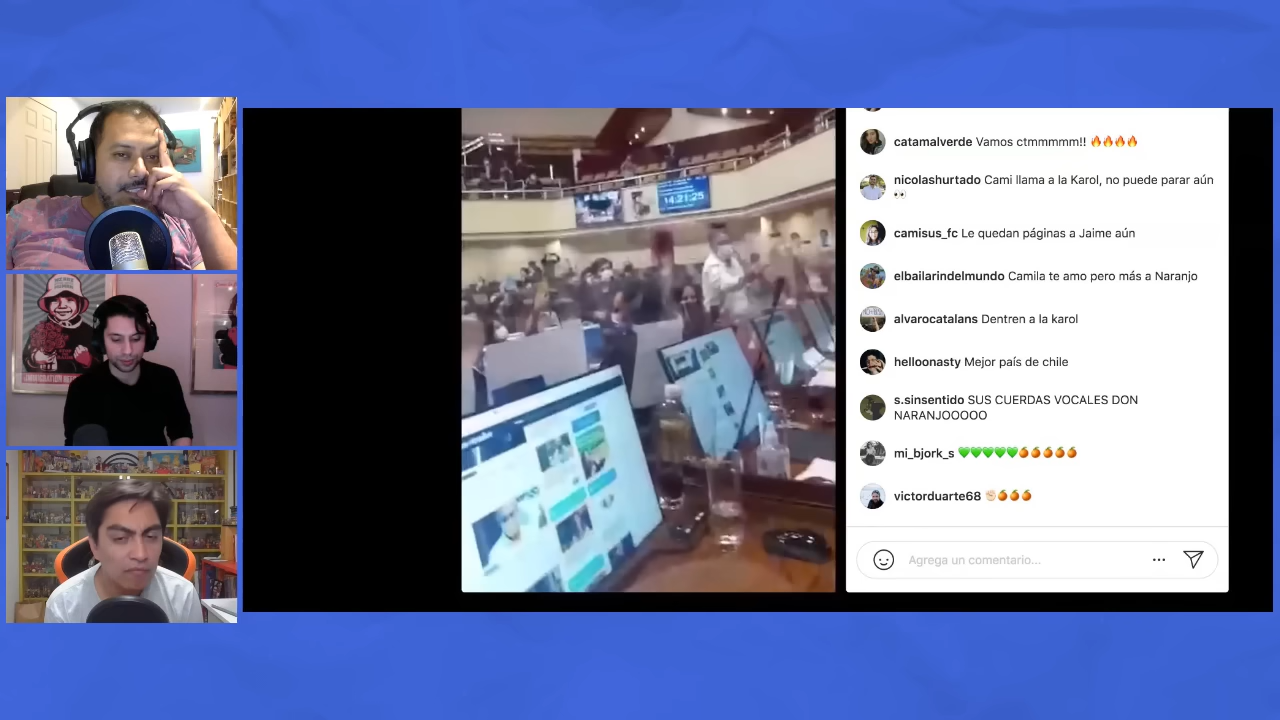 14:21:25
catamalverde Vamos ctmmmmm!! 🔥🔥🔥🔥
nicolashurtado Cami llama a la Karol, no puede parar aún
👀
camisus_fc Le quedan páginas a Jaime aún
elbailarindelmundo Camila te amo pero más a Naranjo
alvarocatalans Dentren a la karol
helloonasty Mejor país de chile
s.sinsentido SUS CUERDAS VOCALES DON
NARANJOOOOO
mi_bjork_s 💚💚💚💚💚🍊🍊🍊🍊🍊
victorduarte68 ✊🏻🍊🍊🍊
Agrega un comentario...